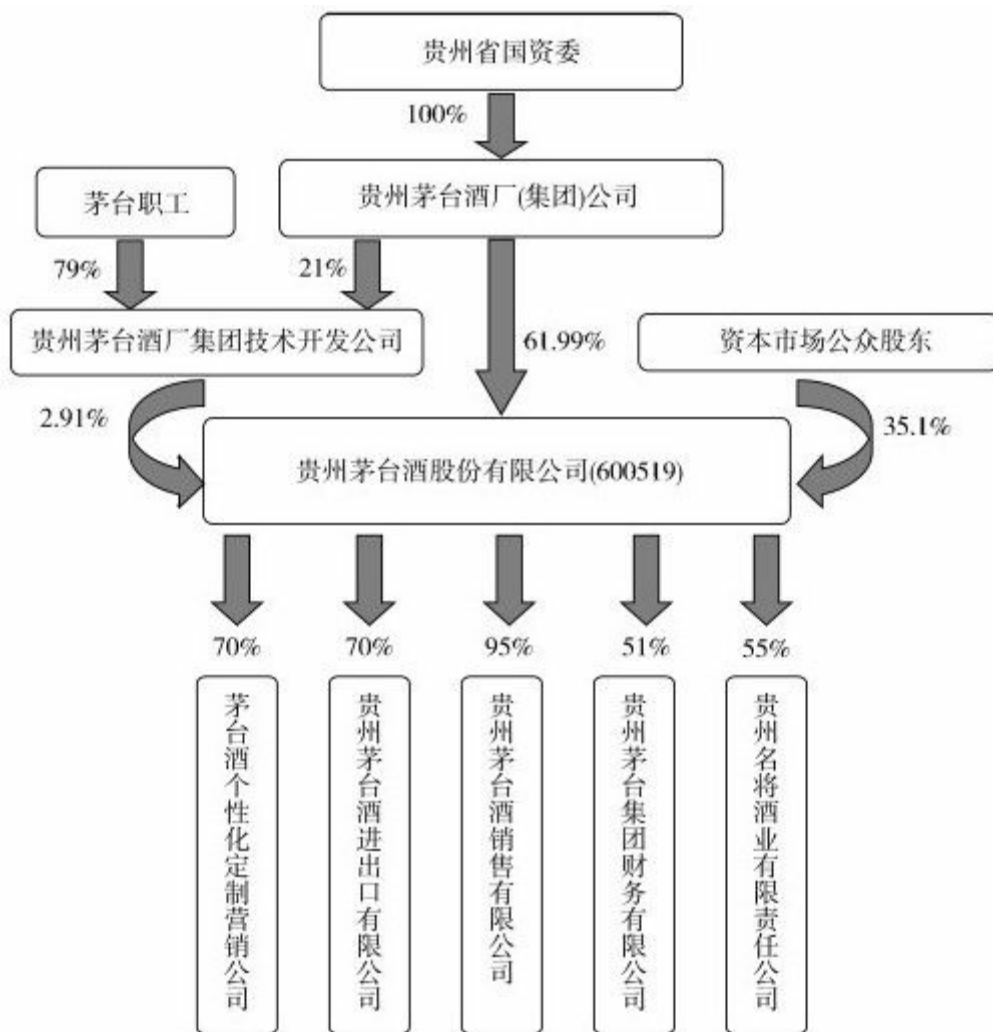 贵州省国资委
100%
茅台职工
贵州茅台酒厂(集团)公司
79%
21%
贵州茅台酒厂集团技术开发公司
61.99%
资本市场公众股东
2.91%
35.1%
贵州茅台酒股份有限公司(600519)
70%
70%
95%
51%
55%
茅台酒个性化定制营销公司
贵州茅台酒进出口有限公司
贵州茅台酒销售有限公司
贵州茅台集团财务有限公司
贵州名将酒业有限责任公司